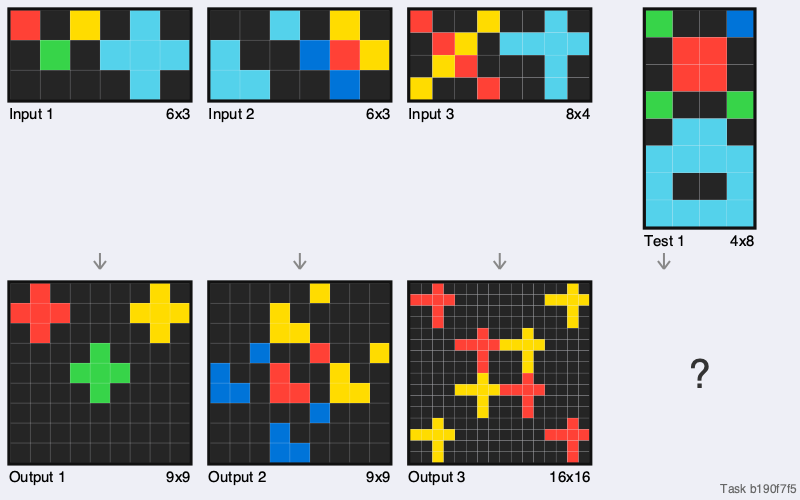 Input 1 6x3
Input 2 6x3
Input 3 8x4
Test 1 4x8
?
Output 1 9x9
Output 2 9x9
Output 3 16x16
Task b190f7f5